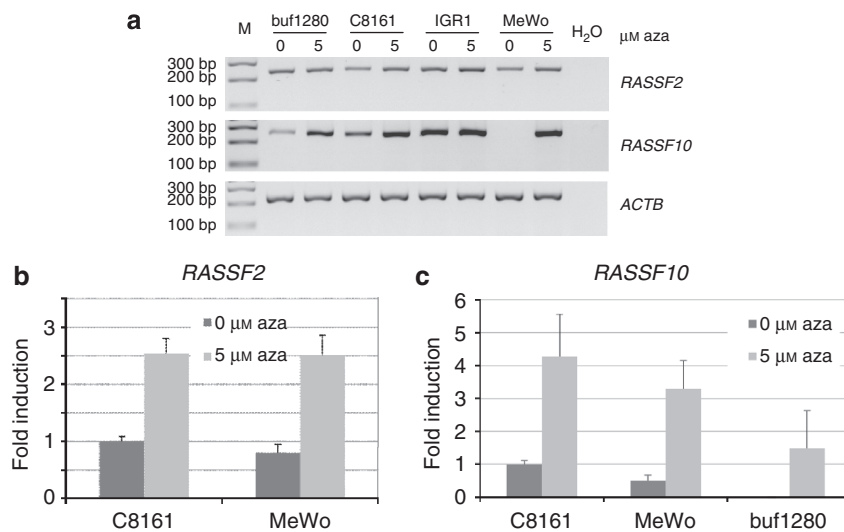 a
M buf1280 C8161 IGR1 MeWo H₂O
0 5 0 5 0 5 0 5 μM aza
300 bp
200 bp
100 bp
RASSF2
300 bp
200 bp
100 bp
RASSF10
300 bp
200 bp
100 bp
ACTB
b
RASSF2
Fold induction
3
2
1
0
0 μM aza
5 μM aza
C8161 MeWo
c
RASSF10
Fold induction
6
5
4
3
2
1
0
0 μM aza
5 μM aza
C8161 MeWo buf1280